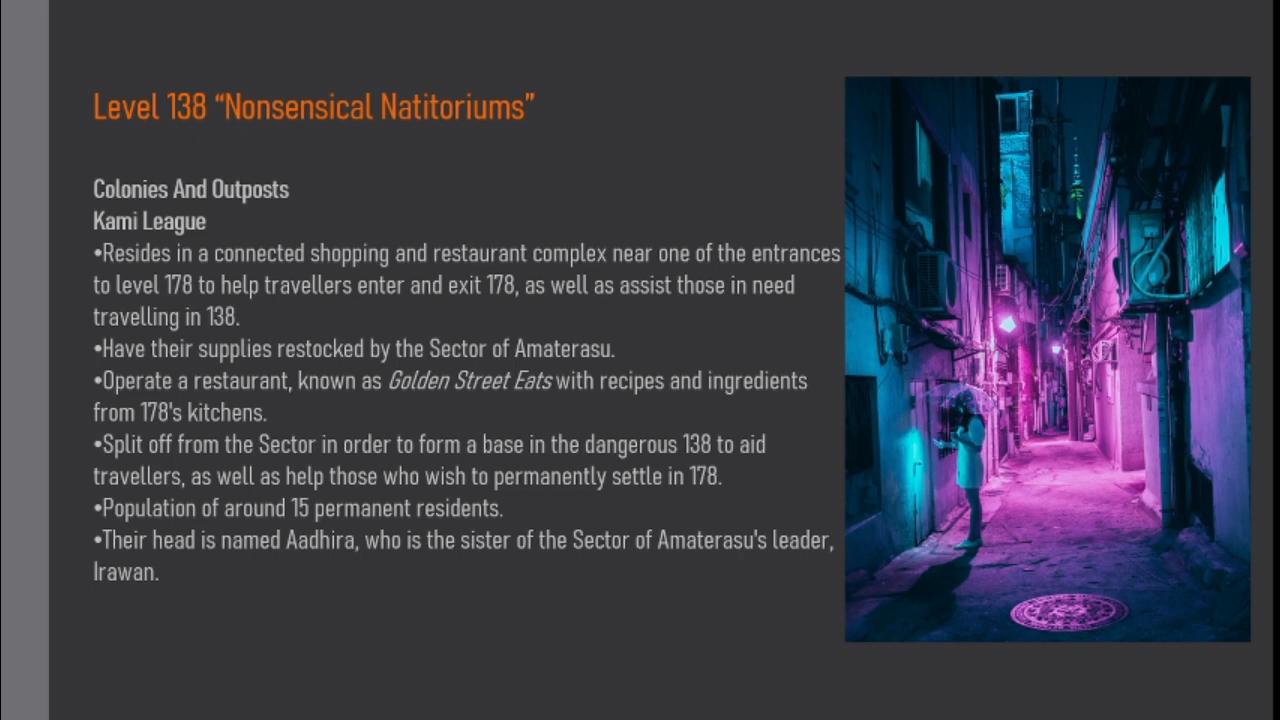 Level 138 “Nonsensical Natitoriums”
Colonies And Outposts
Kami League
•Resides in a connected shopping and restaurant complex near one of the entrances
to level 178 to help travellers enter and exit 178, as well as assist those in need
travelling in 138.
•Have their supplies restocked by the Sector of Amaterasu.
•Operate a restaurant, known as Golden Street Eats with recipes and ingredients
from 178's kitchens.
•Split off from the Sector in order to form a base in the dangerous 138 to aid
travellers, as well as help those who wish to permanently settle in 178.
•Population of around 15 permanent residents.
•Their head is named Aadhira, who is the sister of the Sector of Amaterasu's leader,
Irawan.